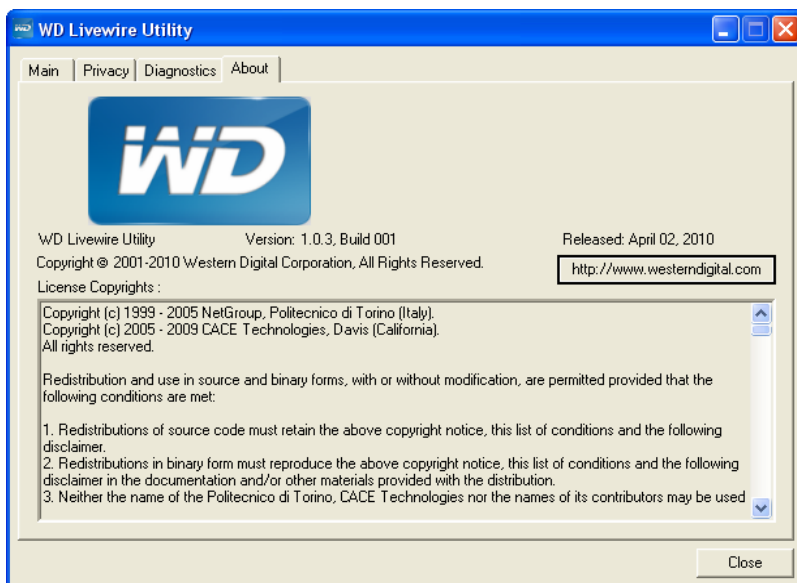 WD Livewire Utility
Main Privacy Diagnostics About
WD
WD Livewire Utility Version: 1.0.3, Build 001 Released: April 02, 2010
Copyright © 2001-2010 Western Digital Corporation, All Rights Reserved.
http://www.westerndigital.com
License Copyrights :
Copyright (c) 1999 - 2005 NetGroup, Politecnico di Torino (Italy).
Copyright (c) 2005 - 2009 CACE Technologies, Davis (California).
All rights reserved.
Redistribution and use in source and binary forms, with or without modification, are permitted provided that the
following conditions are met:
1. Redistributions of source code must retain the above copyright notice, this list of conditions and the following
disclaimer.
2. Redistributions in binary form must reproduce the above copyright notice, this list of conditions and the following
disclaimer in the documentation and/or other materials provided with the distribution.
3. Neither the name of the Politecnico di Torino, CACE Technologies nor the names of its contributors may be used
Close